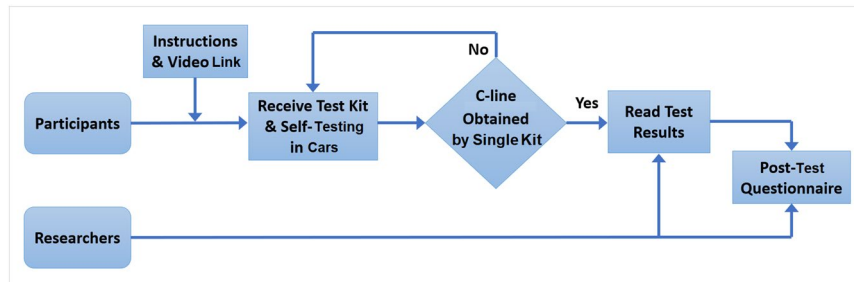 Instructions
& Video Link
No
Participants
Receive Test Kit
& Self-Testing
in Cars
C-line
Obtained
by Single Kit
Yes
Read Test
Results
Post-Test
Questionnaire
Researchers